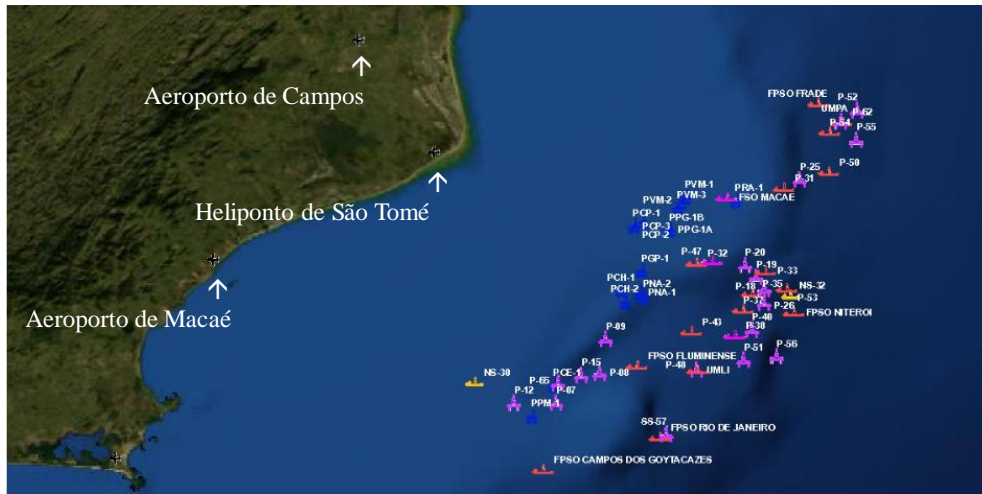 Aeroporto de Campos
Heliponto de São Tomé
Aeroporto de Macaé
FPSO FRADE
P-52
UMPA
P-62
P-54
P-55
P-25
P-50
P-31
PVM-1
PRA-1
PVM-2
PVM-3
FSO MACAE
PCP-1
PPG-1B
PCP-3
PPG-1A
PCP-2
P-47
P-32
P-20
P-19
P-33
PGP-1
PCH-1
PNA-2
P-18
P-35
NS-32
PCH-2
PNA-1
P-53
P-37
P-26
FPSO NITEROI
P-40
P-43
P-38
P-09
P-51
P-56
FPSO FLUMINENSE
P-15
P-48
UMLI
PCE-1
P-08
NS-30
P-65
P-12
P-07
PPM-1
SS-57
FPSO RIO DE JANEIRO
FPSO CAMPOS DOS GOYTACAZES